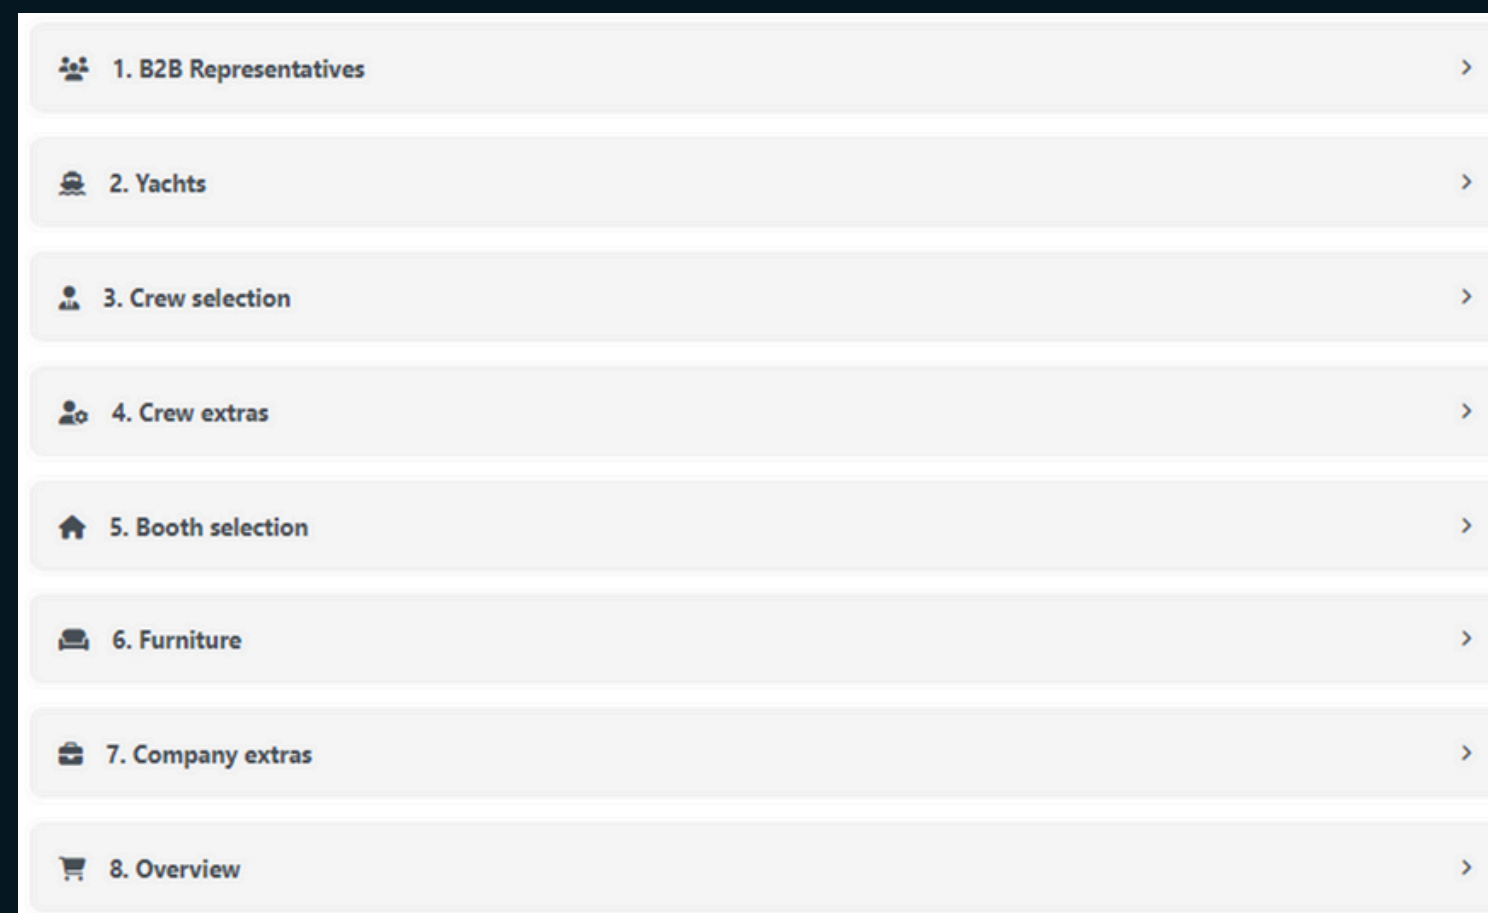 1. B2B Representatives
2. Yachts
3. Crew selection
4. Crew extras
5. Booth selection
6. Furniture
7. Company extras
8. Overview